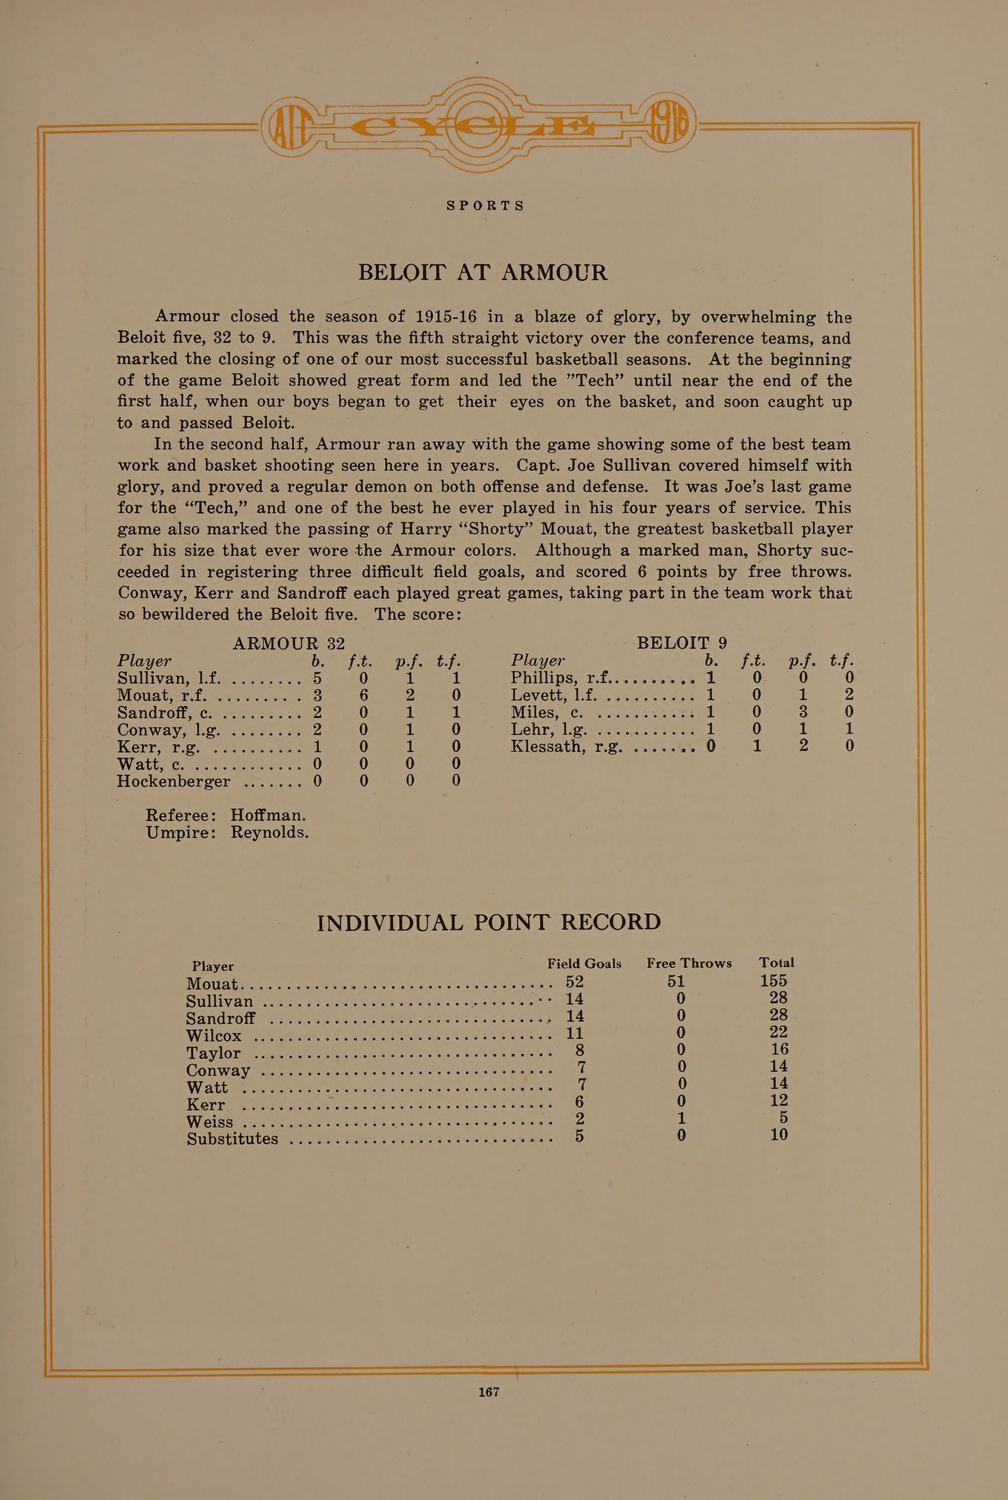 AIT CYCLE 1916
SPORTS
BELOIT AT ARMOUR
Armour closed the season of 1915-16 in a blaze of glory, by overwhelming the
Beloit five, 32 to 9. This was the fifth straight victory over the conference teams, and
marked the closing of one of our most successful basketball seasons. At the beginning
of the game Beloit showed great form and led the ”Tech” until near the end of the
first half, when our boys began to get their eyes on the basket, and soon caught up
to and passed Beloit.
In the second half, Armour ran away with the game showing some of the best team
work and basket shooting seen here in years. Capt. Joe Sullivan covered himself with
glory, and proved a regular demon on both offense and defense. It was Joe’s last game
for the “Tech,” and one of the best he ever played in his four years of service. This
game also marked the passing of Harry “Shorty” Mouat, the greatest basketball player
for his size that ever wore the Armour colors. Although a marked man, Shorty suc-
ceeded in registering three difficult field goals, and scored 6 points by free throws.
Conway, Kerr and Sandroff each played great games, taking part in the team work that
so bewildered the Beloit five. The score:
ARMOUR 32
Player b. f.t. p.f. t.f.
Sullivan, l.f. ........ 5 0 1 1
Mouat, r.f. ......... 3 6 2 0
Sandroff, c. ......... 2 0 1 1
Conway, l.g. ........ 2 0 1 0
Kerr, r.g. .......... 1 0 1 0
Watt, c. ............ 0 0 0 0
Hockenberger ....... 0 0 0 0
BELOIT 9
Player b. f.t. p.f. t.f.
Phillips, r.f.......... 1 0 0 0
Levett, l.f. .......... 1 0 1 2
Miles, c. ........... 1 0 3 0
Lehr, l.g. ........... 1 0 1 1
Klessath, r.g. ....... 0 1 2 0
Referee: Hoffman.
Umpire: Reynolds.
INDIVIDUAL POINT RECORD
Player Field Goals Free Throws Total
Mouat.................................. 52 51 155
Sullivan ................................ 14 0 28
Sandroff ............................... 14 0 28
Wilcox ................................. 11 0 22
Taylor ................................. 8 0 16
Conway ................................ 7 0 14
Watt .................................. 7 0 14
Kerr .................................. 6 0 12
Weiss .................................. 2 1 5
Substitutes ............................. 5 0 10
167